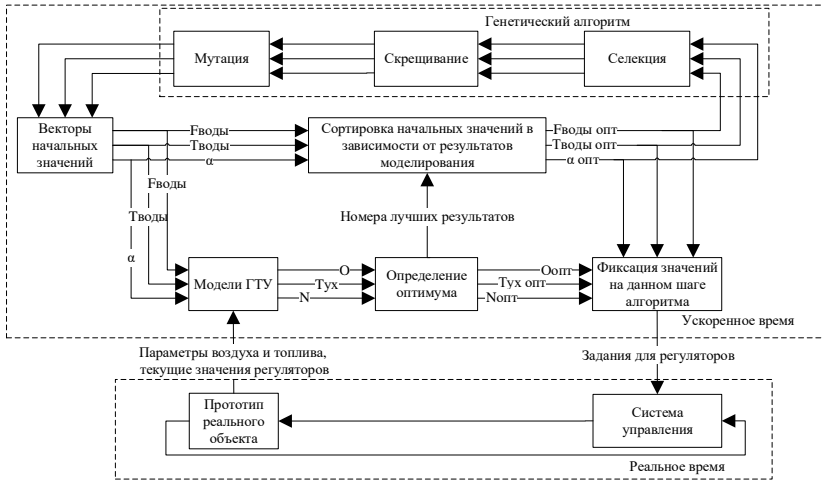 Генетический алгоритм
Мутация
Скрещивание
Селекция
Векторы
начальных
значений
Fводы
Tводы
α
Сортировка начальных значений в
зависимости от результатов
моделирования
Fводы опт
Tводы опт
α опт
Fводы
Tводы
α
Номера лучших результатов
Модели ГТУ
O
Tух
N
Определение
оптимума
Oопт
Tух опт
Nопт
Фиксация значений
на данном шаге
алгоритма
Ускоренное время
Параметры воздуха и топлива,
текущие значения регуляторов
Задания для регуляторов
Прототип
реального
объекта
Система
управления
Реальное время